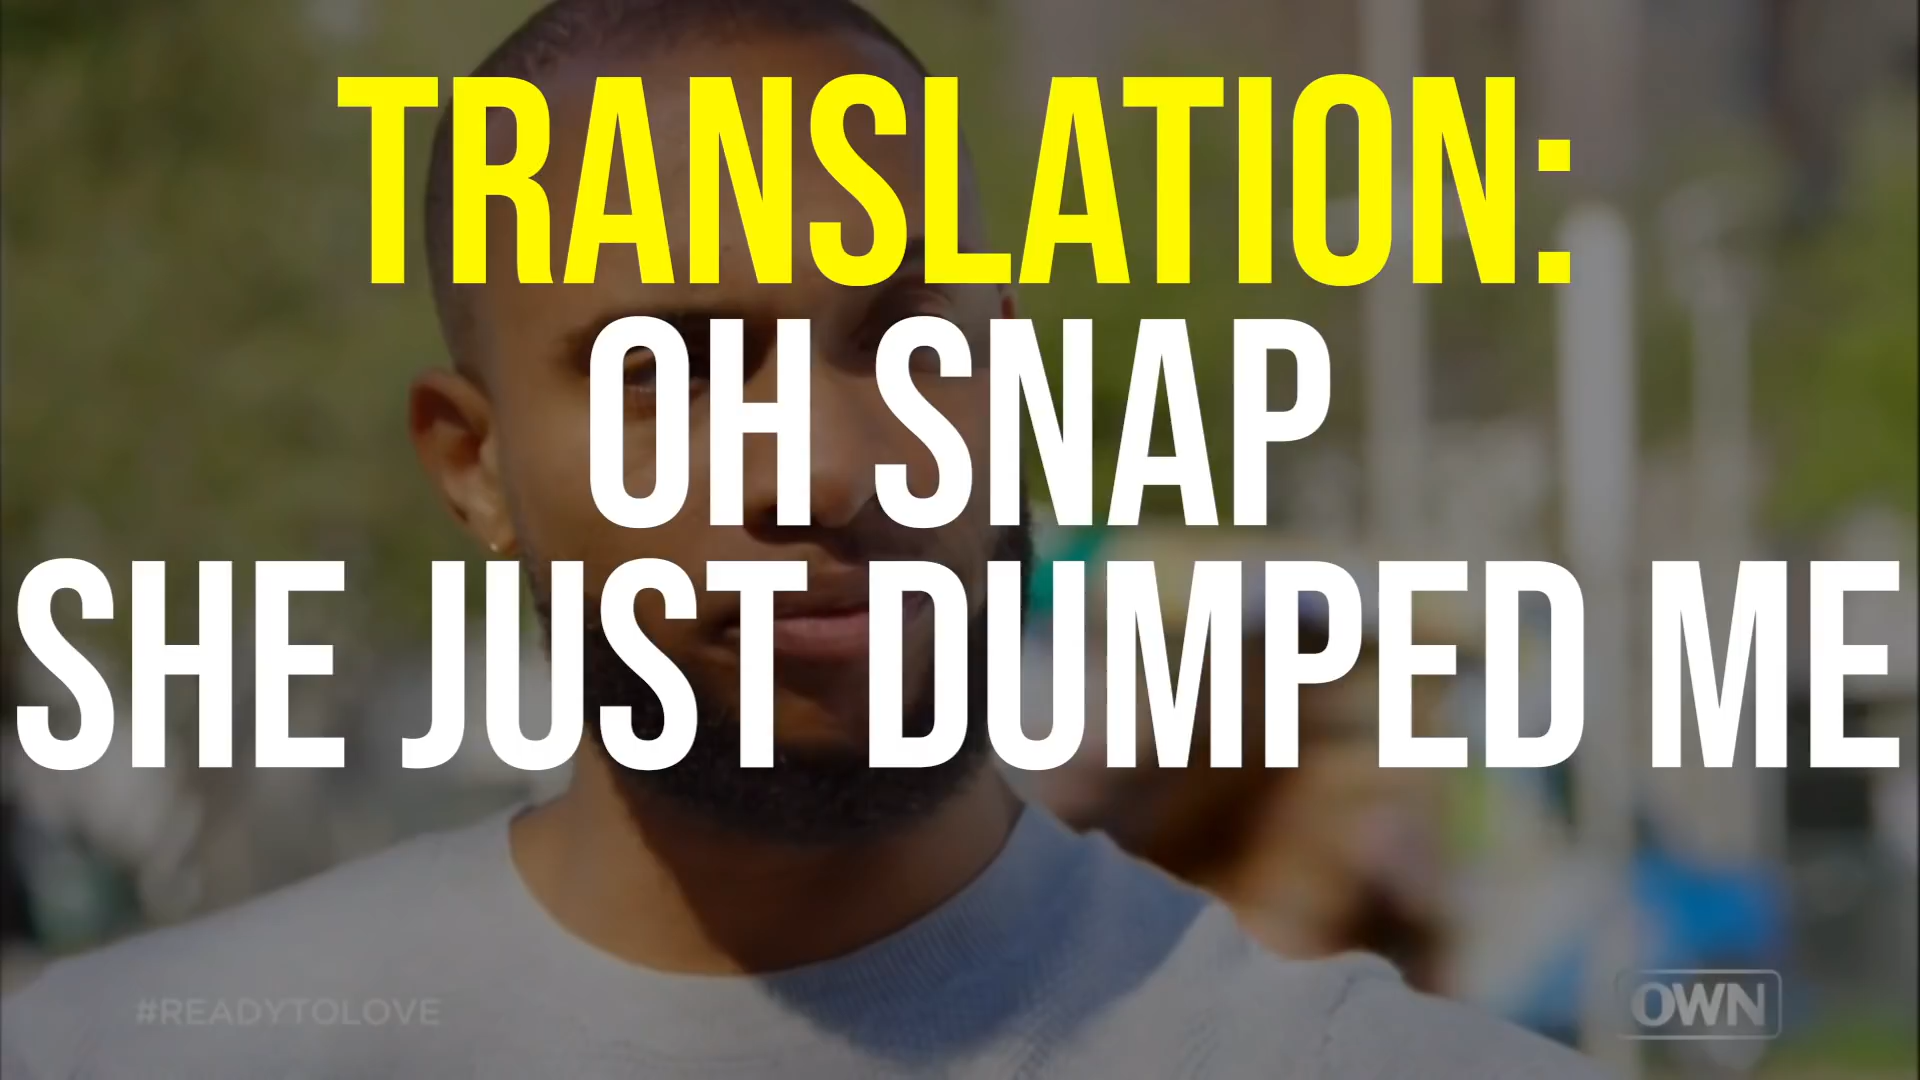 TRANSLATION:
OH SNAP
SHE JUST DUMPED ME
#READYTOLOVE
OWN